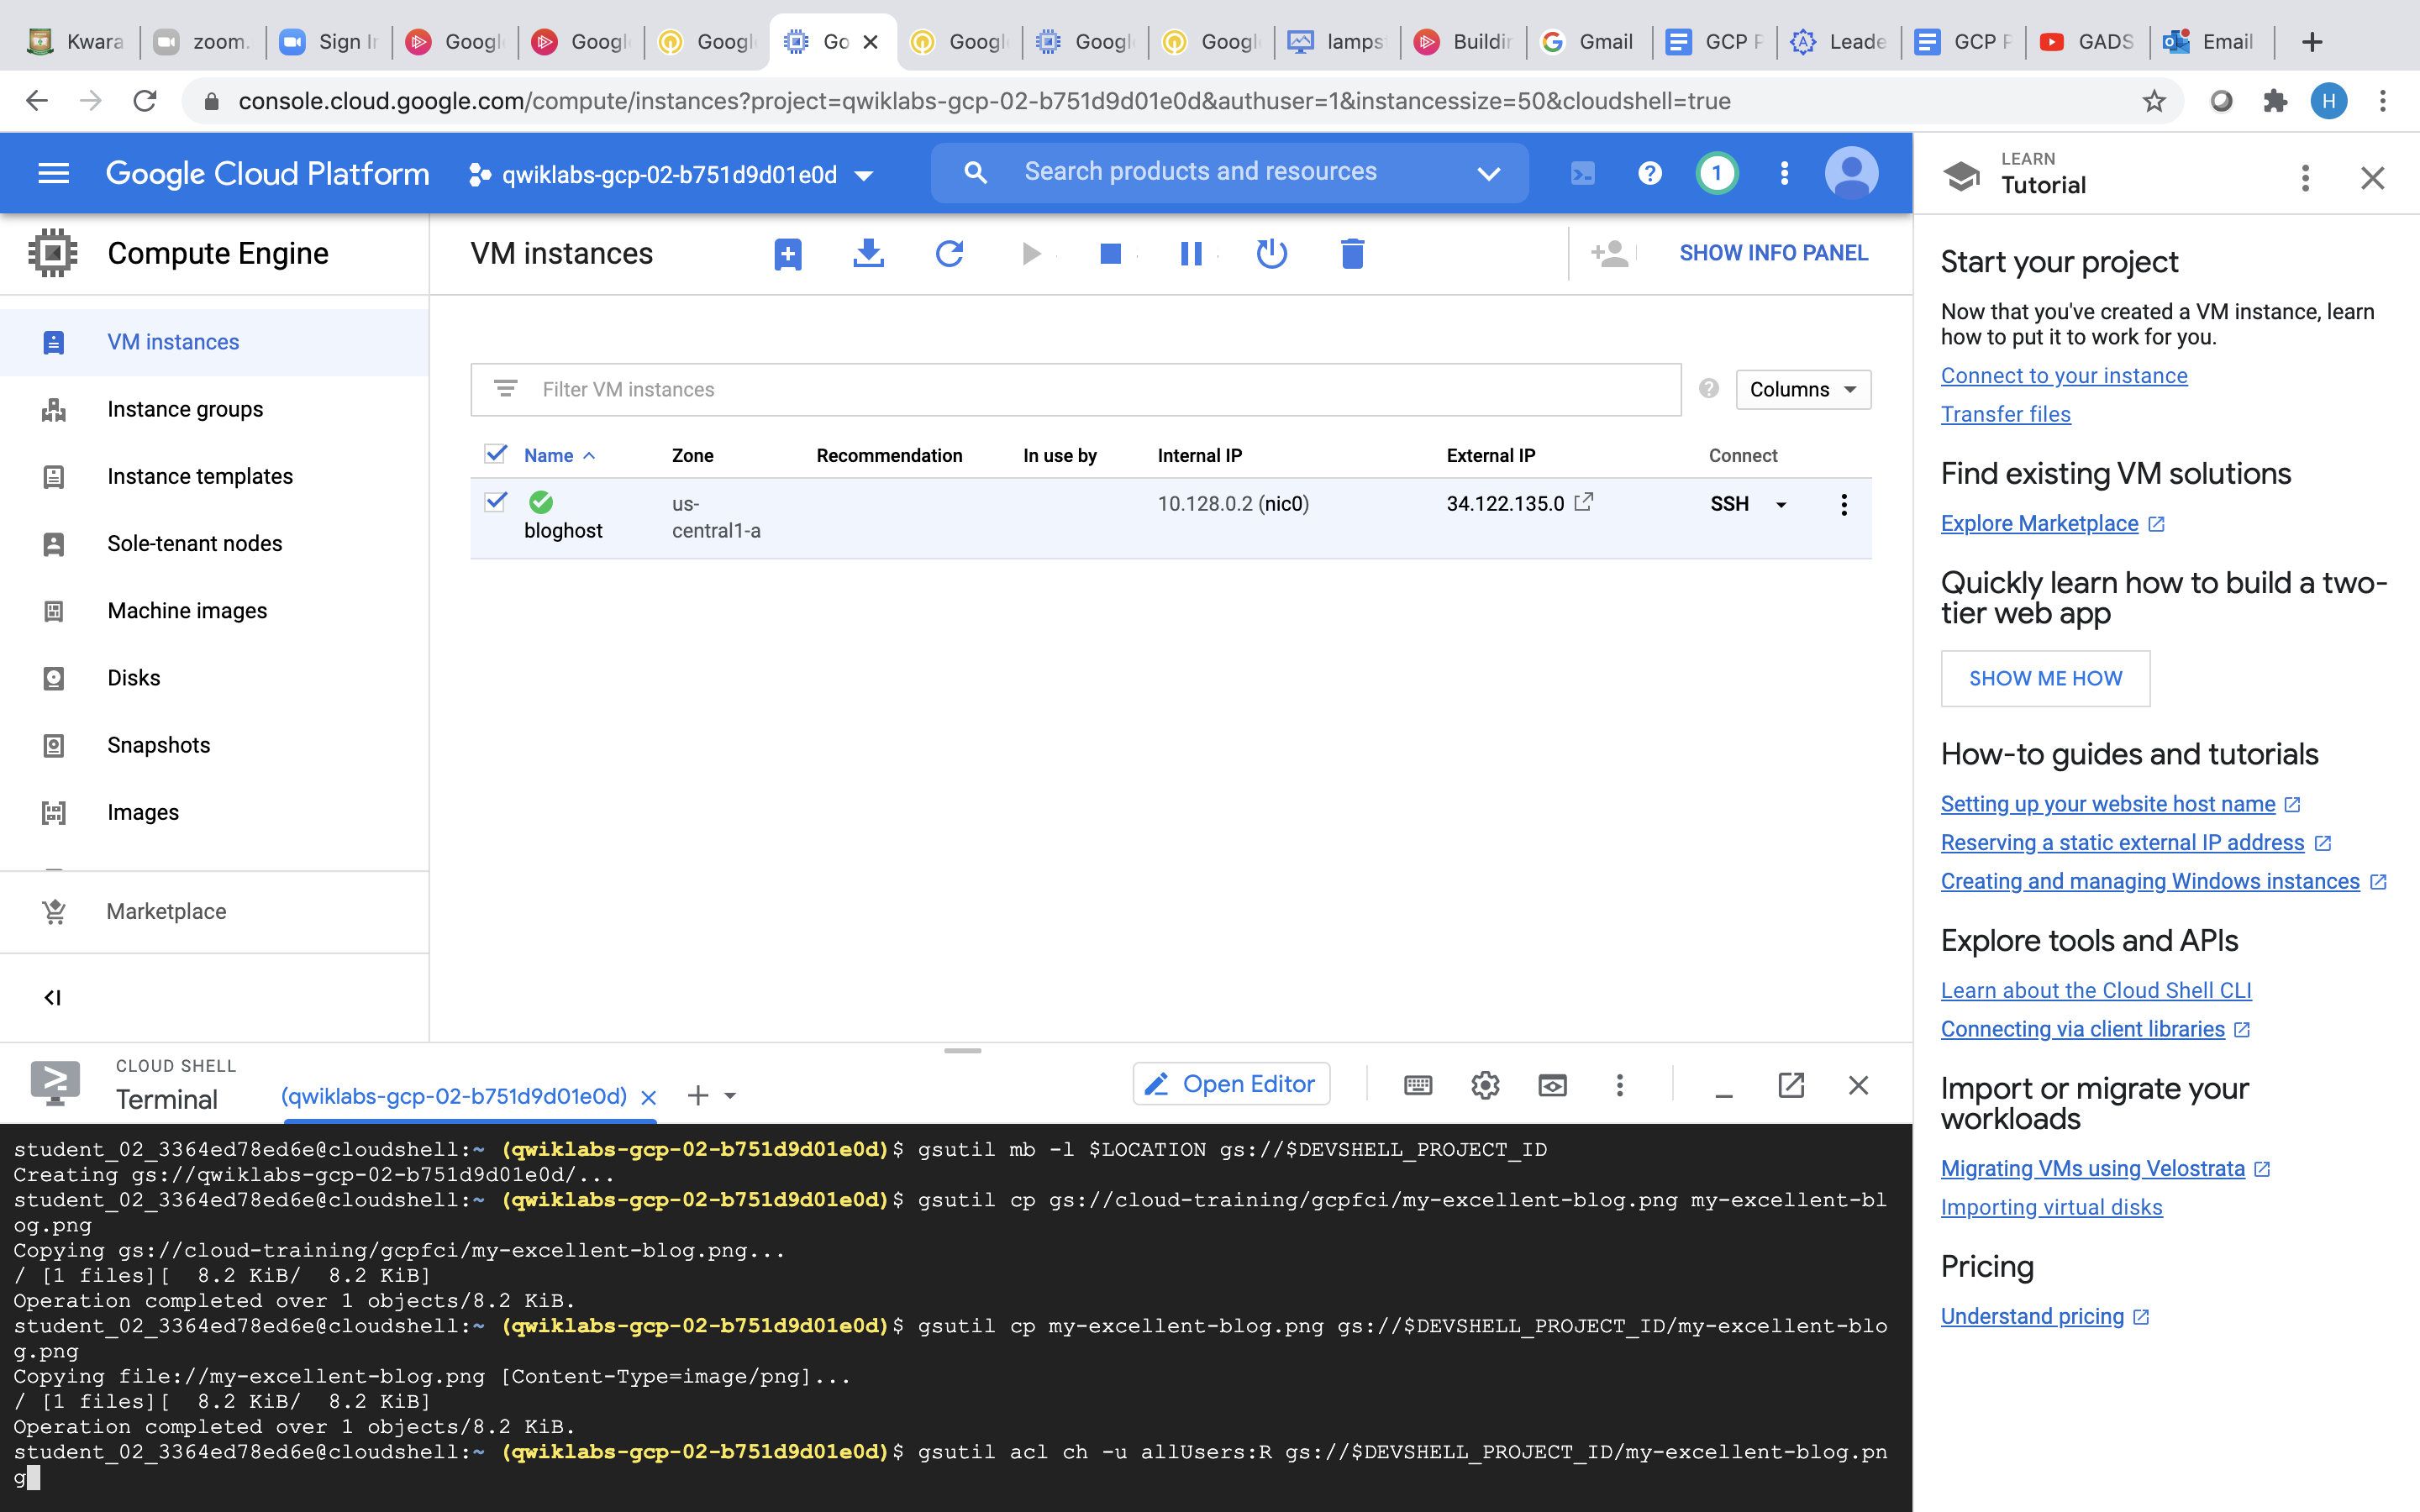 Kwara
zoom.
Sign In
Googl
Googl
Googl
Go
Googl
Googl
Googl
lamps
Buildin
Gmail
GCP P
Leade
GCP P
GADS
Email
console.cloud.google.com/compute/instances?project=qwiklabs-gcp-02-b751d9d01e0d&authuser=1&instancessize=50&cloudshell=true
H
Google Cloud Platform
qwiklabs-gcp-02-b751d9d01e0d
Search products and resources
1
LEARN
Tutorial
Compute Engine
VM instances
SHOW INFO PANEL
VM instances
Instance groups
Instance templates
Sole-tenant nodes
Machine images
Disks
Snapshots
Images
Marketplace
Filter VM instances
Columns
Name Zone Recommendation In use by Internal IP External IP Connect
bloghost
us-
central1-a
10.128.0.2 (nic0)
34.122.135.0
SSH
Start your project
Now that you've created a VM instance, learn
how to put it to work for you.
Connect to your instance
Transfer files
Find existing VM solutions
Explore Marketplace
Quickly learn how to build a two-
tier web app
SHOW ME HOW
How-to guides and tutorials
Setting up your website host name
Reserving a static external IP address
Creating and managing Windows instances
Explore tools and APIs
Learn about the Cloud Shell CLI
Connecting via client libraries
Import or migrate your
workloads
Migrating VMs using Velostrata
Importing virtual disks
Pricing
Understand pricing
CLOUD SHELL
Terminal
(qwiklabs-gcp-02-b751d9d01e0d)
Open Editor
student_02_3364ed78ed6e@cloudshell:~ (qwiklabs-gcp-02-b751d9d01e0d)$ gsutil mb -l $LOCATION gs://$DEVSHELL_PROJECT_ID
Creating gs://qwiklabs-gcp-02-b751d9d01e0d/...
student_02_3364ed78ed6e@cloudshell:~ (qwiklabs-gcp-02-b751d9d01e0d)$ gsutil cp gs://cloud-training/gcpfci/my-excellent-blog.png my-excellent-bl
og.png
Copying gs://cloud-training/gcpfci/my-excellent-blog.png...
/ [1 files][  8.2 KiB/  8.2 KiB]
Operation completed over 1 objects/8.2 KiB.
student_02_3364ed78ed6e@cloudshell:~ (qwiklabs-gcp-02-b751d9d01e0d)$ gsutil cp my-excellent-blog.png gs://$DEVSHELL_PROJECT_ID/my-excellent-blo
g.png
Copying file://my-excellent-blog.png [Content-Type=image/png]...
/ [1 files][  8.2 KiB/  8.2 KiB]
Operation completed over 1 objects/8.2 KiB.
student_02_3364ed78ed6e@cloudshell:~ (qwiklabs-gcp-02-b751d9d01e0d)$ gsutil acl ch -u allUsers:R gs://$DEVSHELL_PROJECT_ID/my-excellent-blog.pn
g